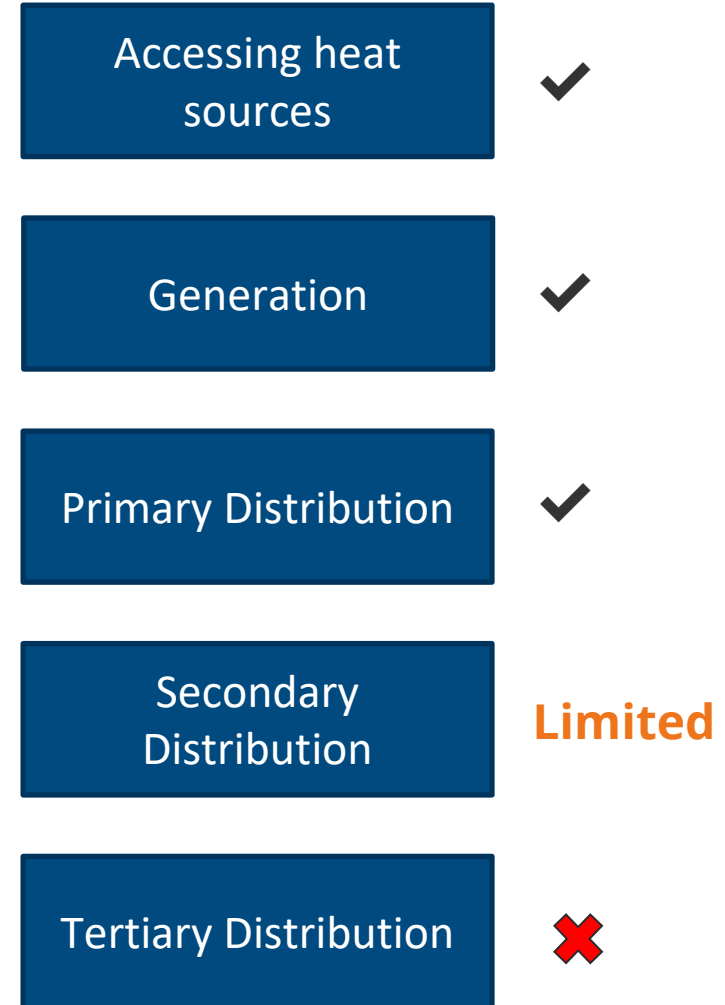 Accessing heat
sources
Generation
Primary Distribution
Secondary
Distribution
Limited
Tertiary Distribution